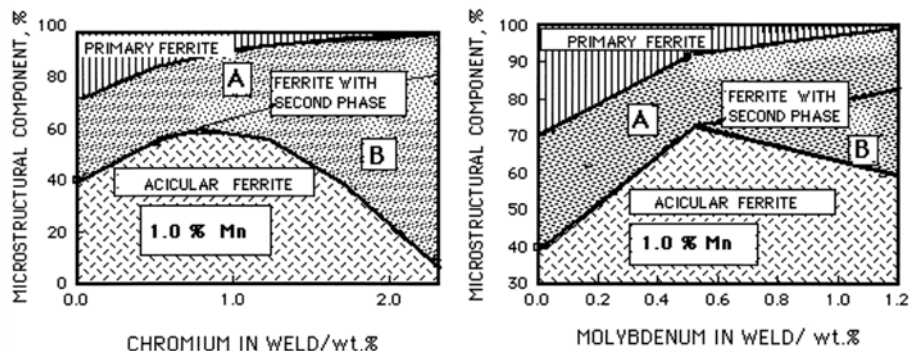 MICROSTRUCTURAL COMPONENT, %
100
80
60
40
20
0
PRIMARY FERRITE
A
FERRITE WITH
SECOND PHASE
B
ACICULAR FERRITE
1.0 % Mn
0.0 1.0 2.0
CHROMIUM IN WELD/wt.%
MICROSTRUCTURAL COMPONENT, %
100
90
80
70
60
50
40
30
PRIMARY FERRITE
A
FERRITE WITH
SECOND PHASE
B
ACICULAR FERRITE
1.0 % Mn
0.0 0.2 0.4 0.6 0.8 1.0 1.2
MOLYBDENUM IN WELD/ wt.%